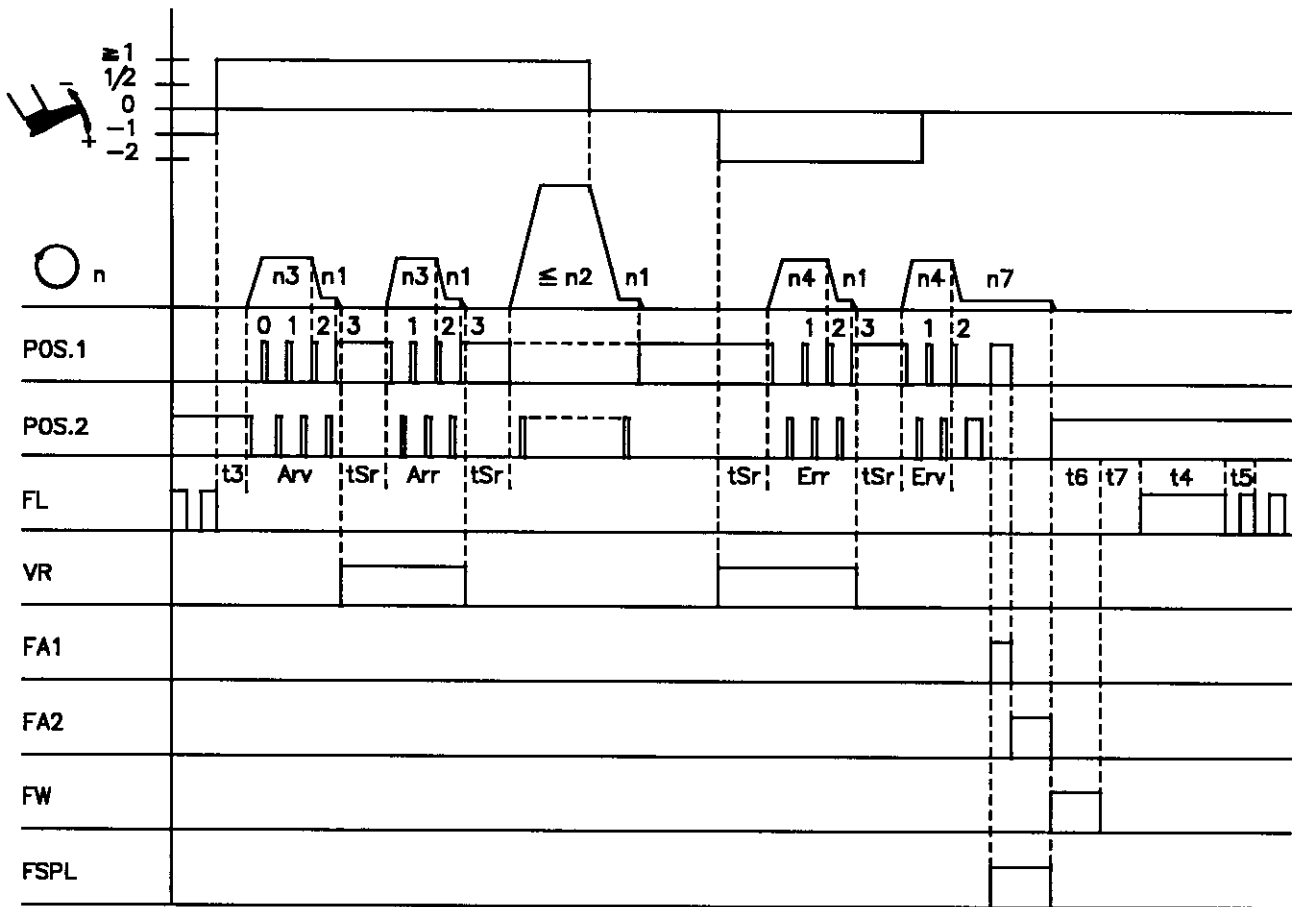 ≧1
1/2
0
−1
−2
−
+
n
n3 n1 n3 n1 ≦ n2 n1 n4 n1 n4 n7
0 1 2 3 1 2 3 1 2 3 1 2
POS.1
POS.2
t3 Arv tSr Arr tSr tSr Err tSr Erv t6 t7 t4 t5
FL
VR
FA1
FA2
FW
FSPL